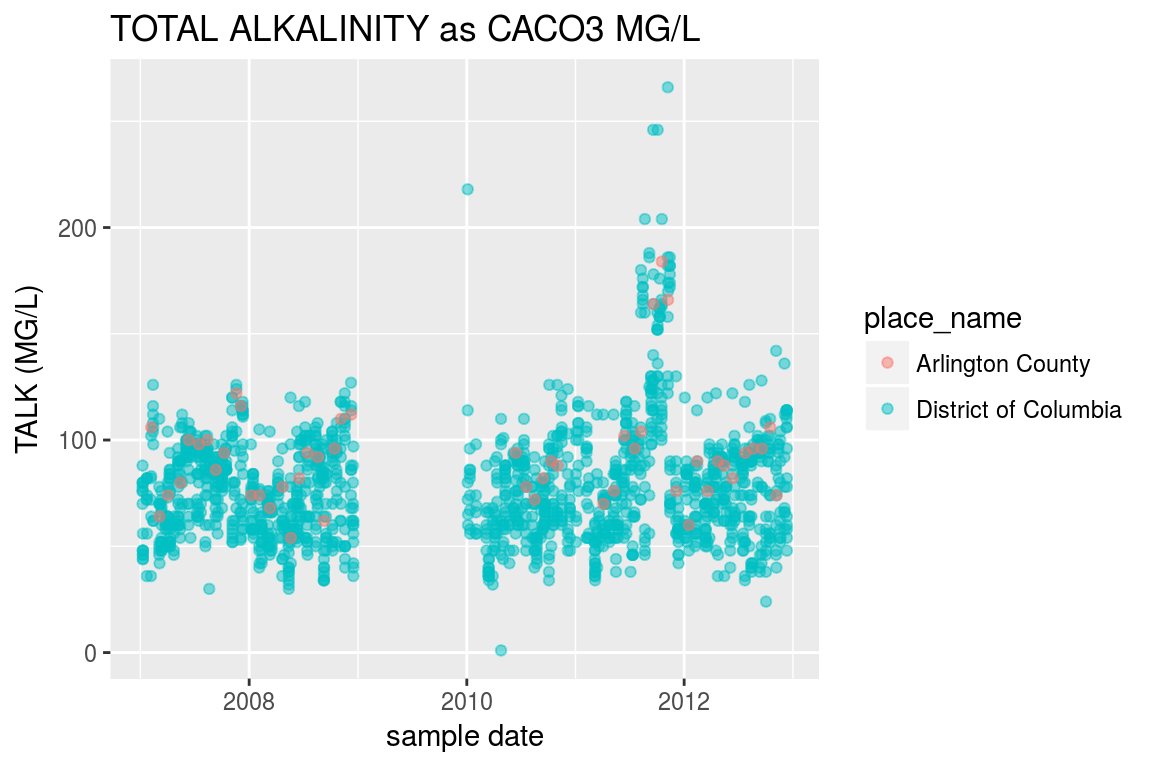 TOTAL ALKALINITY as CACO3 MG/L
TALK (MG/L)
200
100
0
2008
2010
2012
sample date
place_name
Arlington County
District of Columbia